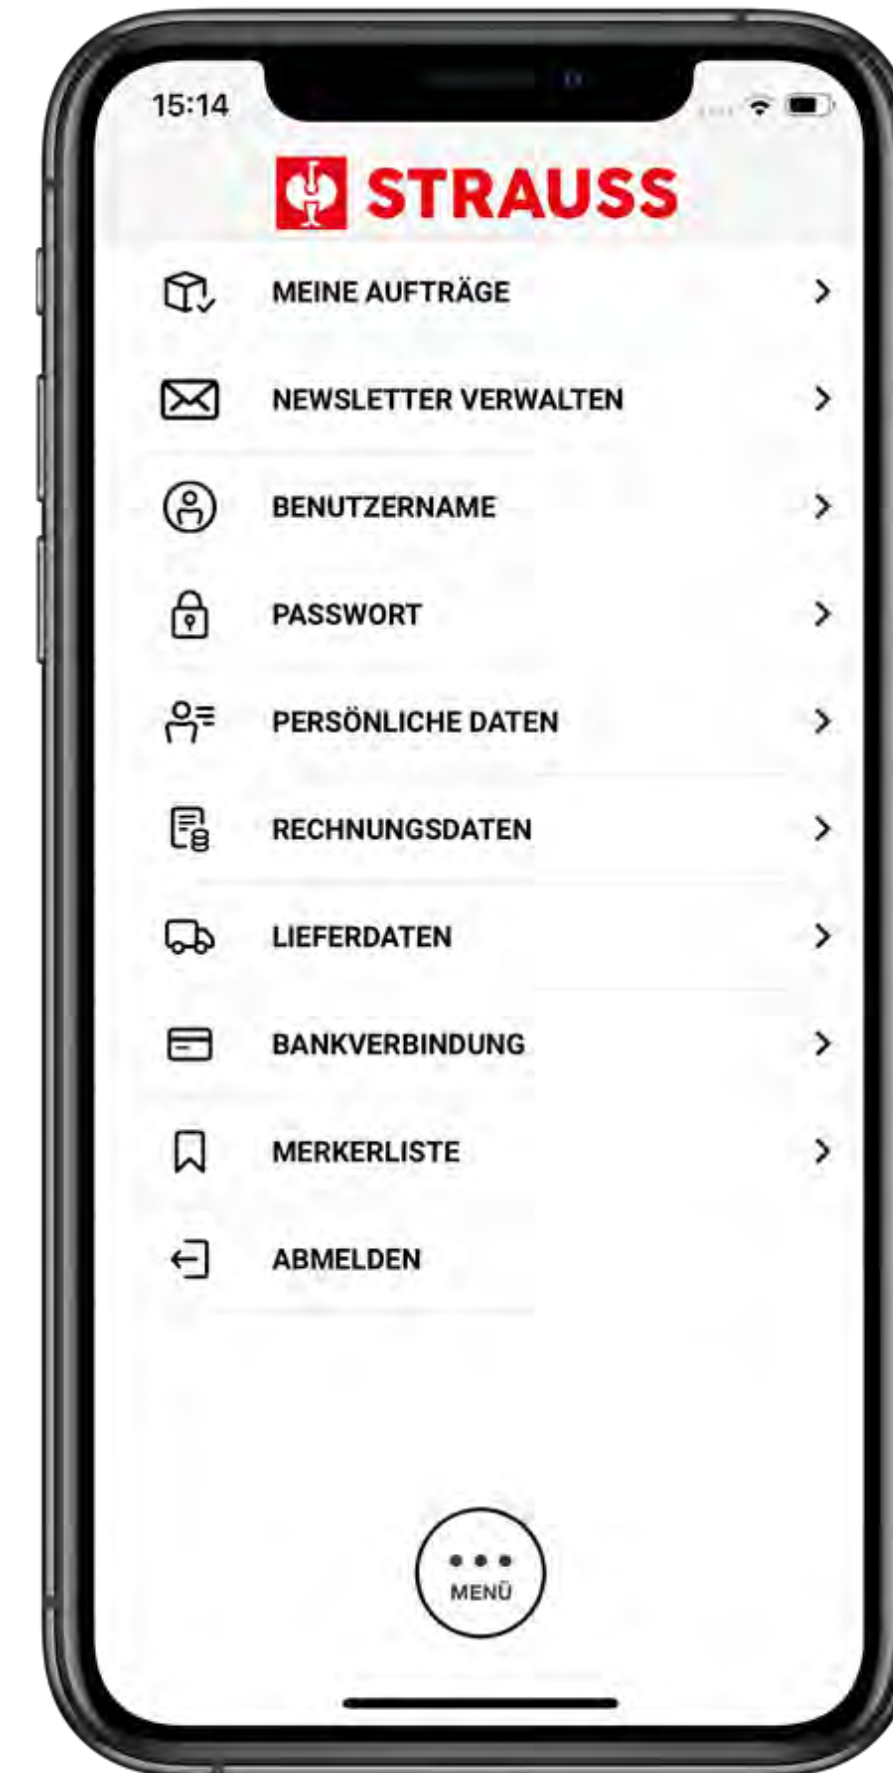 15:14
STRAUSS
MEINE AUFTRÄGE
NEWSLETTER VERWALTEN
BENUTZERNAME
PASSWORT
PERSÖNLICHE DATEN
RECHNUNGSDATEN
LIEFERDATEN
BANKVERBINDUNG
MERKERLISTE
ABMELDEN
MENÜ